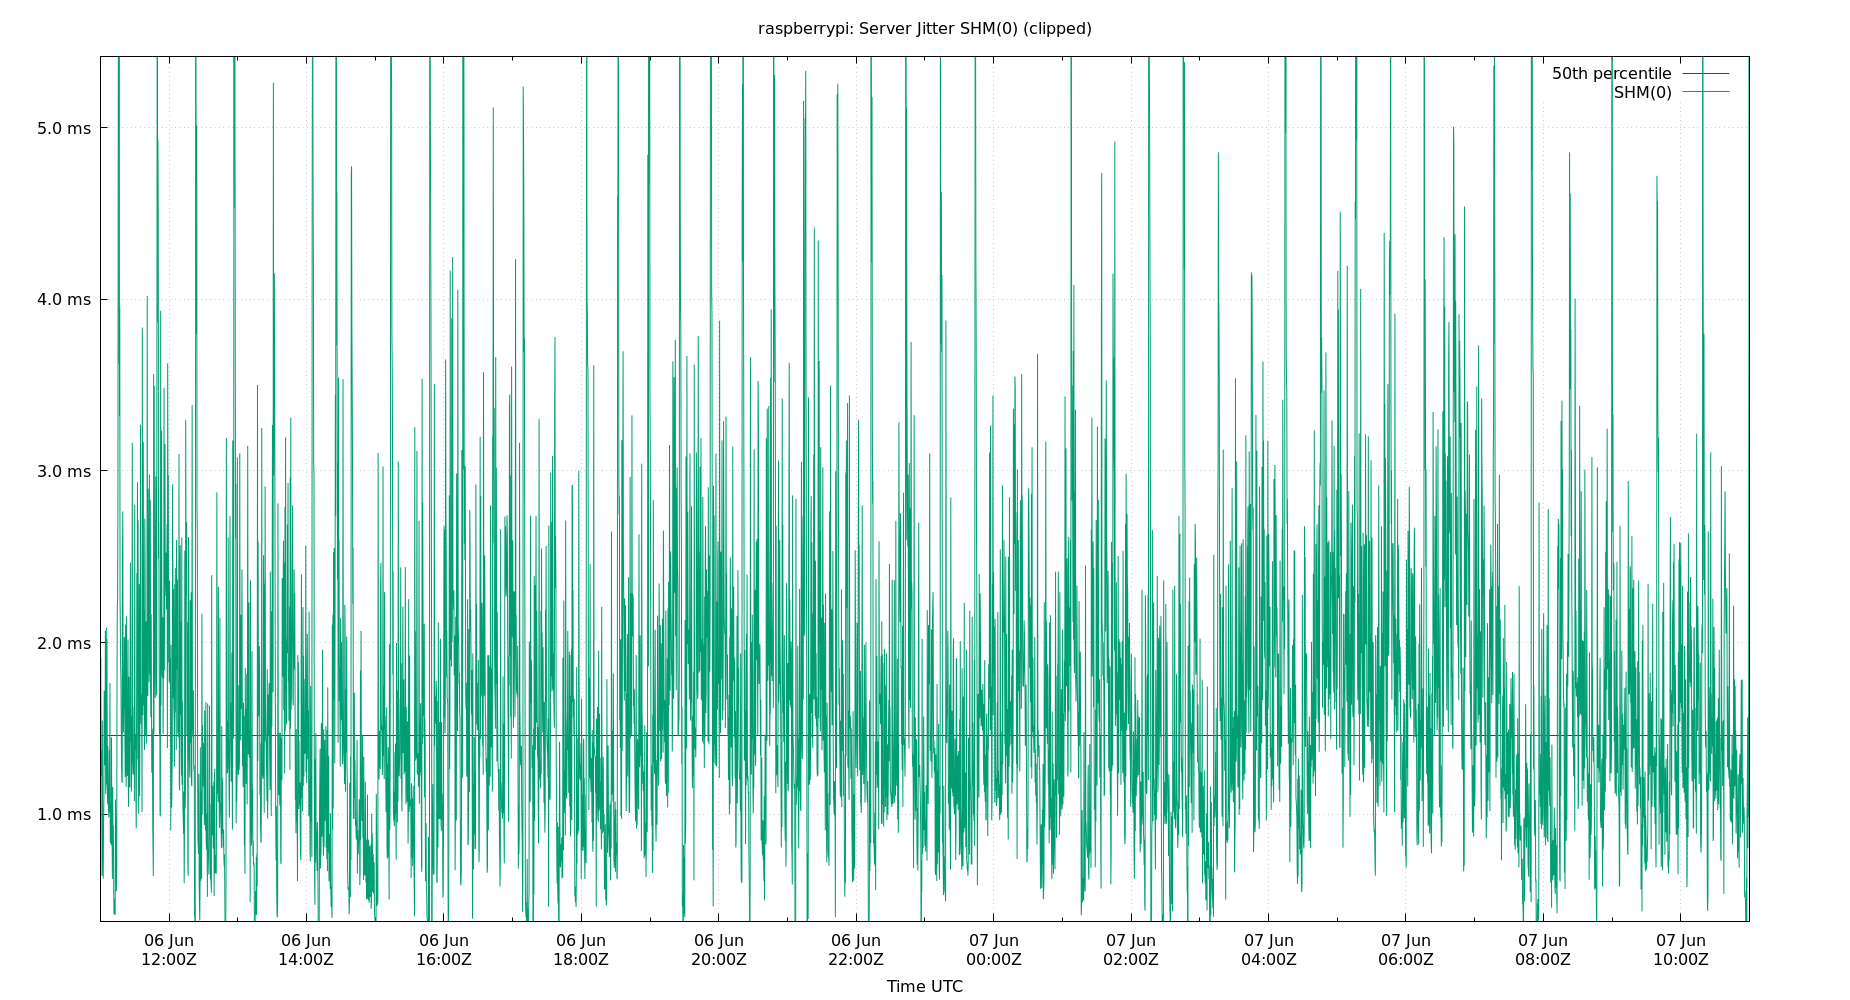 raspberrypi: Server Jitter SHM(0) (clipped)
50th percentile
SHM(0)
5.0 ms
4.0 ms
3.0 ms
2.0 ms
1.0 ms
06 Jun 06 Jun 06 Jun 06 Jun 06 Jun 06 Jun 07 Jun 07 Jun 07 Jun 07 Jun 07 Jun 07 Jun
12:00Z 14:00Z 16:00Z 18:00Z 20:00Z 22:00Z 00:00Z 02:00Z 04:00Z 06:00Z 08:00Z 10:00Z
Time UTC